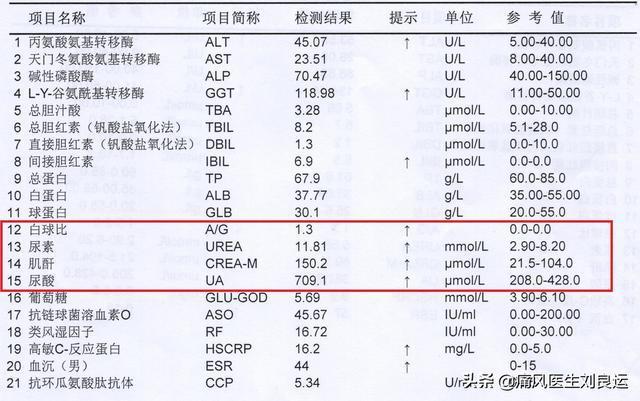 项目名称 项目简称 检测结果 提示 单位 参 考 值
1 丙氨酸氨基转移酶 ALT 45.07 ↑ U/L 5.00-40.00
2 天门冬氨酸氨基转移酶 AST 23.51 U/L 8.00-40.00
3 碱性磷酸酶 ALP 70.47 U/L 40.00-150.00
4 L-Y-谷氨酰基转移酶 GGT 118.98 ↑ U/L 11.00-50.00
5 总胆汁酸 TBA 3.28 μmol/L 0.00-10.00
6 总胆红素（钒酸盐氧化法） TBIL 8.2 μmol/L 5.1-28.0
7 直接胆红素（钒酸盐氧化法） DBIL 1.3 μmol/L 0.0-10.0
8 间接胆红素 IBIL 6.9 ↑ μmol/L 0.0-0.0
9 总蛋白 TP 67.9 g/L 60.0-85.0
10 白蛋白 ALB 37.77 g/L 35.00-55.00
11 球蛋白 GLB 30.1 g/L 20.0-55.0
12 白球比 A/G 1.3 ↑ 0.0-0.0
13 尿素 UREA 11.81 ↑ mmol/L 2.90-8.20
14 肌酐 CREA-M 150.2 ↑ μmol/L 21.5-104.0
15 尿酸 UA 709.1 ↑ μmol/L 208.0-428.0
16 葡萄糖 GLU-GOD 5.69 mmol/L 3.90-6.10
17 抗链球菌溶血素O ASO 45.67 IU/ml 0.00-200.00
18 类风湿因子 RF 16.72 IU/ml 0.00-30.00
19 高敏C-反应蛋白 HSCRP 16.2 ↑ mg/L 0.0-5.0
20 血沉（男） ESR 44 ↑ 0-15
21 抗环瓜氨酸肽抗体 CCP 5.34 U/
头条 @痛风医生刘良运